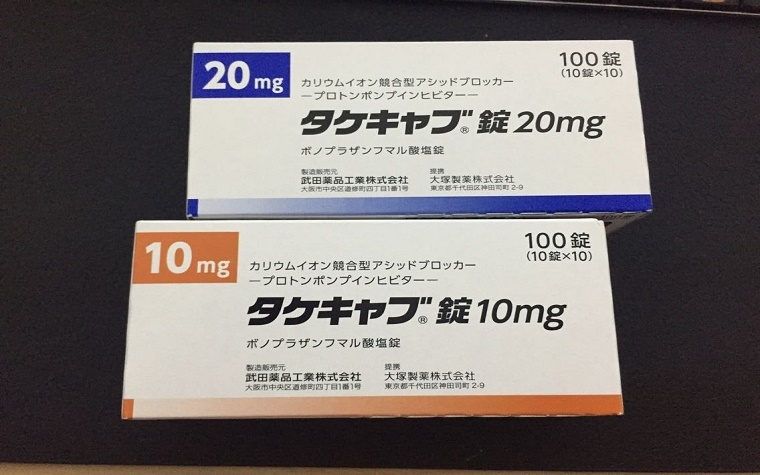 20mg
カリウムイオン競合型アシッドブロッカー
―プロトンポンプインヒビター―
100錠
(10錠×10)
タケキャブ®錠20mg
ボノプラザンフマル酸塩錠
製造販売元
武田薬品工業株式会社
大阪市中央区道修町四丁目1番1号
提携
大塚製薬株式会社
東京都千代田区神田司町2-9
10mg
カリウムイオン競合型アシッドブロッカー
―プロトンポンプインヒビター―
100錠
(10錠×10)
タケキャブ®錠10mg
ボノプラザンフマル酸塩錠
製造販売元
武田薬品工業株式会社
大阪市中央区道修町四丁目1番1号
提携
大塚製薬株式会社
東京都千代田区神田司町2-9